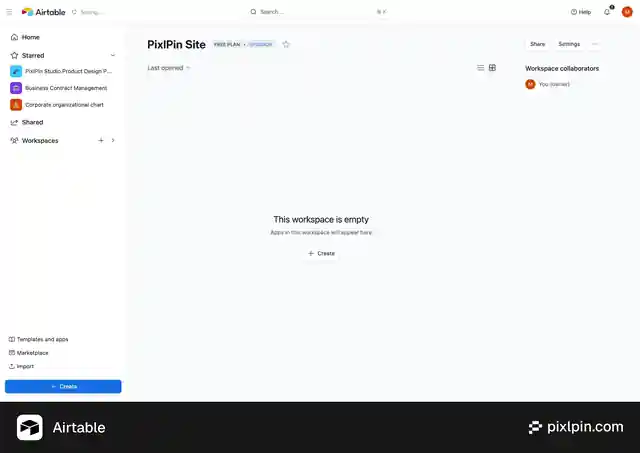 Airtable
Saving...
Search...
⌘ K
Help
M
Home
Starred
PixlPin Studio Product Design P...
Business Contract Management
Corporate organizational chart
Shared
Workspaces
PixlPin Site
FREE PLAN • UPGRADE
Share
Settings
Last opened
Workspace collaborators
M
You (owner)
This workspace is empty
Apps in this workspace will appear here.
+ Create
Templates and apps
Marketplace
Import
+ Create
Airtable
pixlpin.com